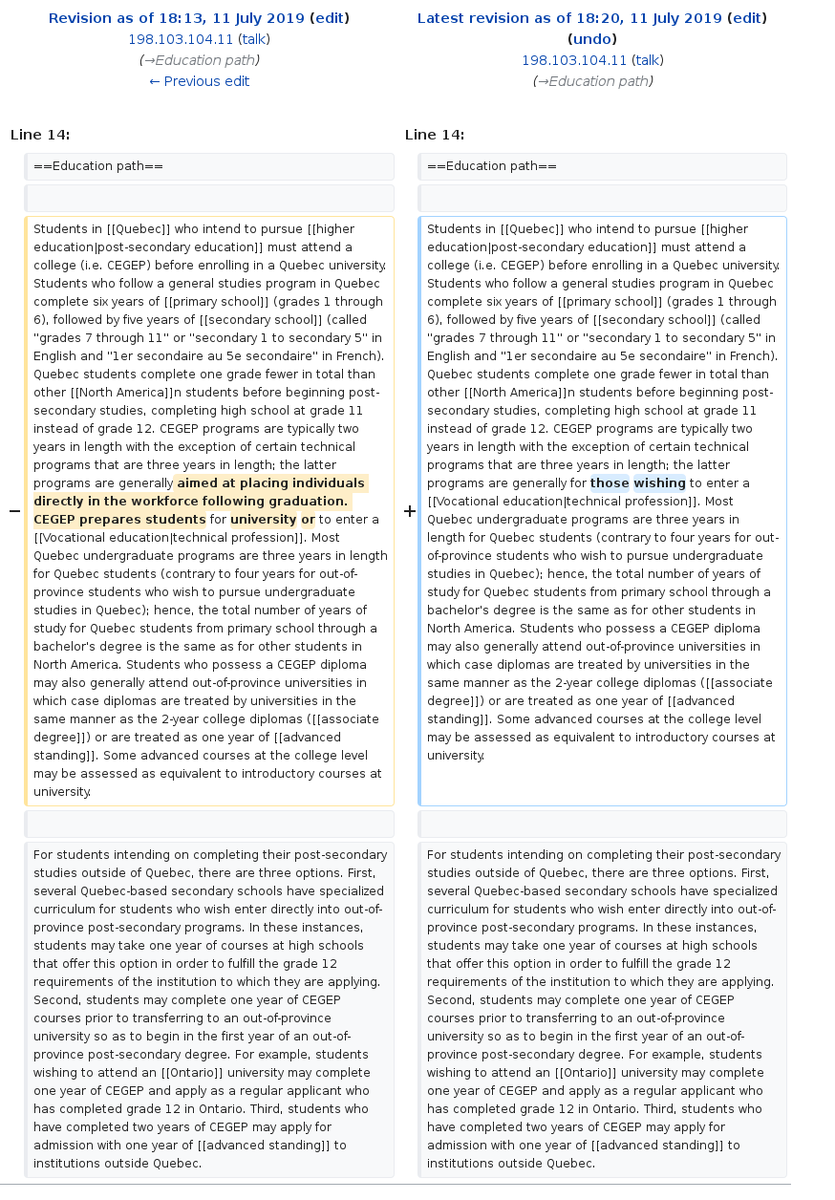 Revision as of 18:13, 11 July 2019 (edit)
198.103.104.11 (talk)
(→Education path)
← Previous edit
Latest revision as of 18:20, 11 July 2019 (edit)
(undo)
198.103.104.11 (talk)
(→Education path)
Line 14:
Line 14:
==Education path==
==Education path==
−
Students in [[Quebec]] who intend to pursue [[higher
education|post-secondary education]] must attend a
college (i.e. CEGEP) before enrolling in a Quebec university.
Students who follow a general studies program in Quebec
complete six years of [[primary school]] (grades 1 through
6), followed by five years of [[secondary school]] (called
"grades 7 through 11" or "secondary 1 to secondary 5" in
English and "1er secondaire au 5e secondaire" in French).
Quebec students complete one grade fewer in total than
other [[North America]]n students before beginning post-
secondary studies, completing high school at grade 11
instead of grade 12. CEGEP programs are typically two
years in length with the exception of certain technical
programs that are three years in length; the latter
programs are generally aimed at placing individuals
directly in the workforce following graduation.
CEGEP prepares students for university or to enter a
[[Vocational education|technical profession]]. Most
Quebec undergraduate programs are three years in length
for Quebec students (contrary to four years for out-of-
province students who wish to pursue undergraduate
studies in Quebec); hence, the total number of years of
study for Quebec students from primary school through a
bachelor's degree is the same as for other students in
North America. Students who possess a CEGEP diploma
may also generally attend out-of-province universities in
which case diplomas are treated by universities in the
same manner as the 2-year college diplomas ([[associate
degree]]) or are treated as one year of [[advanced
standing]]. Some advanced courses at the college level
may be assessed as equivalent to introductory courses at
university.
+
Students in [[Quebec]] who intend to pursue [[higher
education|post-secondary education]] must attend a
college (i.e. CEGEP) before enrolling in a Quebec university.
Students who follow a general studies program in Quebec
complete six years of [[primary school]] (grades 1 through
6), followed by five years of [[secondary school]] (called
"grades 7 through 11" or "secondary 1 to secondary 5" in
English and "1er secondaire au 5e secondaire" in French).
Quebec students complete one grade fewer in total than
other [[North America]]n students before beginning post-
secondary studies, completing high school at grade 11
instead of grade 12. CEGEP programs are typically two
years in length with the exception of certain technical
programs that are three years in length; the latter
programs are generally for those wishing to enter a
[[Vocational education|technical profession]]. Most
Quebec undergraduate programs are three years in
length for Quebec students (contrary to four years for out-
of-province students who wish to pursue undergraduate
studies in Quebec); hence, the total number of years of
study for Quebec students from primary school through a
bachelor's degree is the same as for other students in
North America. Students who possess a CEGEP diploma
may also generally attend out-of-province universities in
which case diplomas are treated by universities in the
same manner as the 2-year college diplomas ([[associate
degree]]) or are treated as one year of [[advanced
standing]]. Some advanced courses at the college level
may be assessed as equivalent to introductory courses at
university.
For students intending on completing their post-secondary
studies outside of Quebec, there are three options. First,
several Quebec-based secondary schools have specialized
curriculum for students who wish enter directly into out-of-
province post-secondary programs. In these instances,
students may take one year of courses at high schools
that offer this option in order to fulfill the grade 12
requirements of the institution to which they are applying.
Second, students may complete one year of CEGEP
courses prior to transferring to an out-of-province
university so as to begin in the first year of an out-of-
province post-secondary degree. For example, students
wishing to attend an [[Ontario]] university may complete
one year of CEGEP and apply as a regular applicant who
has completed grade 12 in Ontario. Third, students who
have completed two years of CEGEP may apply for
admission with one year of [[advanced standing]] to
institutions outside Quebec.
For students intending on completing their post-secondary
studies outside of Quebec, there are three options. First,
several Quebec-based secondary schools have specialized
curriculum for students who wish enter directly into out-of-
province post-secondary programs. In these instances,
students may take one year of courses at high schools
that offer this option in order to fulfill the grade 12
requirements of the institution to which they are applying.
Second, students may complete one year of CEGEP
courses prior to transferring to an out-of-province
university so as to begin in the first year of an out-of-
province post-secondary degree. For example, students
wishing to attend an [[Ontario]] university may complete
one year of CEGEP and apply as a regular applicant who
has completed grade 12 in Ontario. Third, students who
have completed two years of CEGEP may apply for
admission with one year of [[advanced standing]] to
institutions outside Quebec.